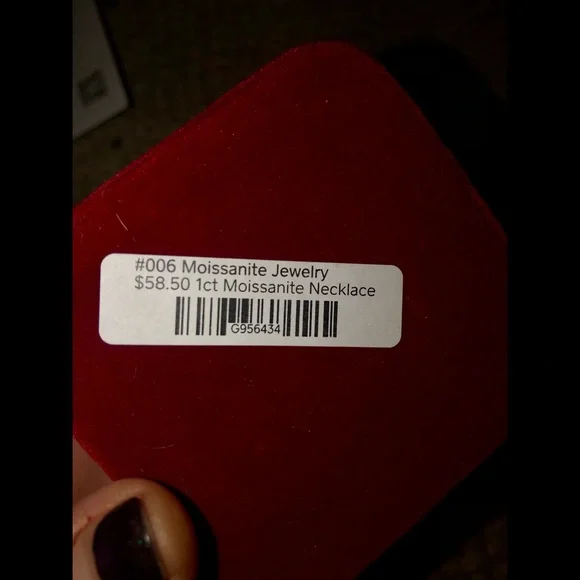 #006 Moissanite Jewelry
$58.50 1ct Moissanite Necklace
G956434